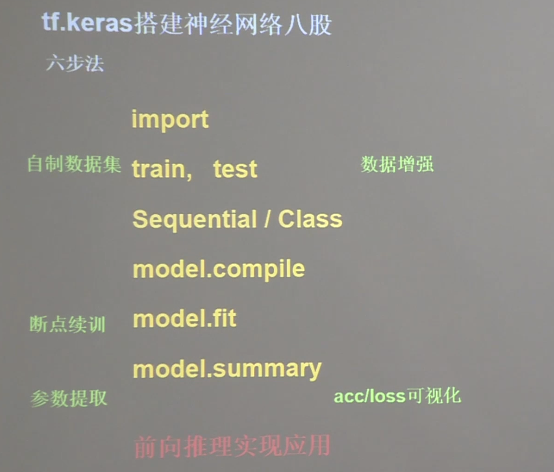 tf.keras搭建神经网络八股
六步法
import
自制数据集 train, test 数据增强
Sequential / Class
model.compile
断点续训 model.fit
model.summary
参数提取 acc/loss可视化
前向推理实现应用